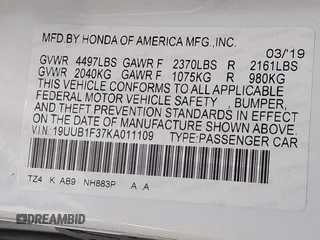 MFD.BY HONDA OF AMERICA MFG.,INC.
03/'19
GVWR 4497LBS GAWR F 2370LBS R 2161LBS
GVWR 2040KG GAWR F 1075KG R 980KG
THIS VEHICLE CONFORMS TO ALL APPLICABLE
FEDERAL MOTOR VEHICLE SAFETY , BUMPER,
AND THEFT PREVENTION STANDARDS IN EFFECT
ON THE DATE OF MANUFACTURE SHOWN ABOVE.
V I N: 19UUB1F37KA011109 TYPE:PASSENGER CAR
TZ4 K AB9 NH883P .A .A
DREAMBID